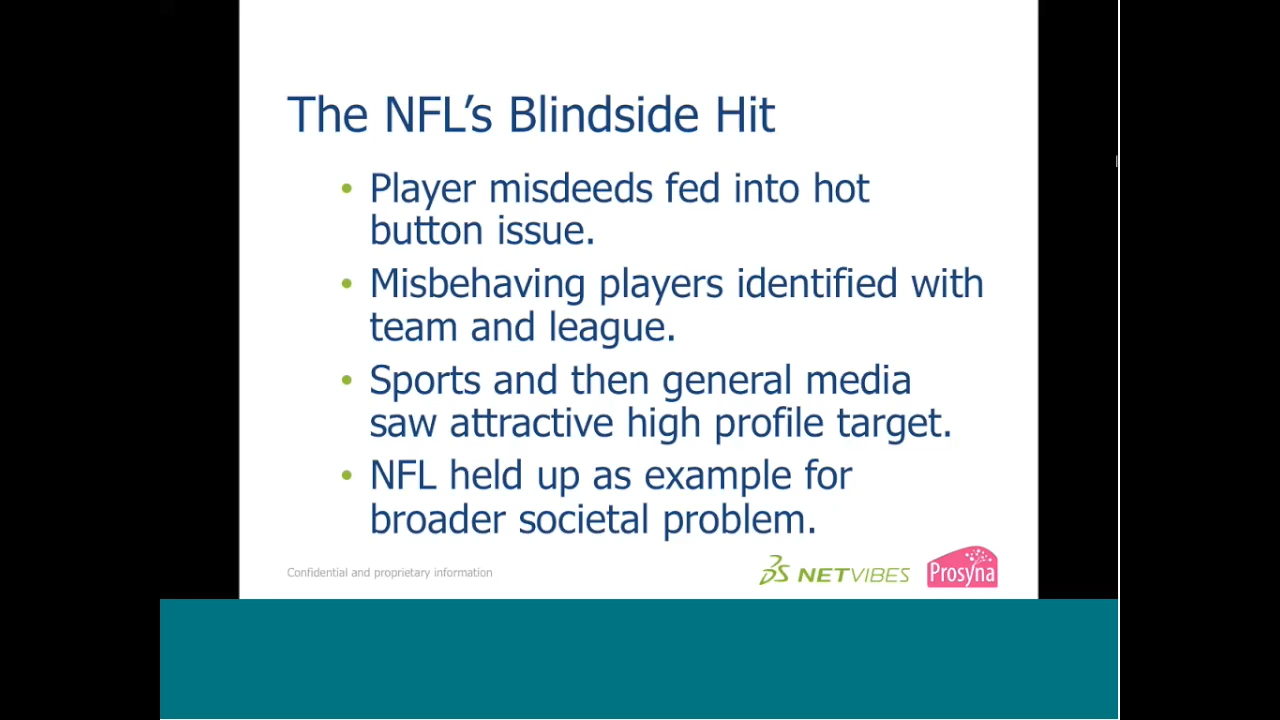 The NFL’s Blindside Hit
• Player misdeeds fed into hot
button issue.
• Misbehaving players identified with
team and league.
• Sports and then general media
saw attractive high profile target.
• NFL held up as example for
broader societal problem.
Confidential and proprietary information
NETVIBES
Prosyna